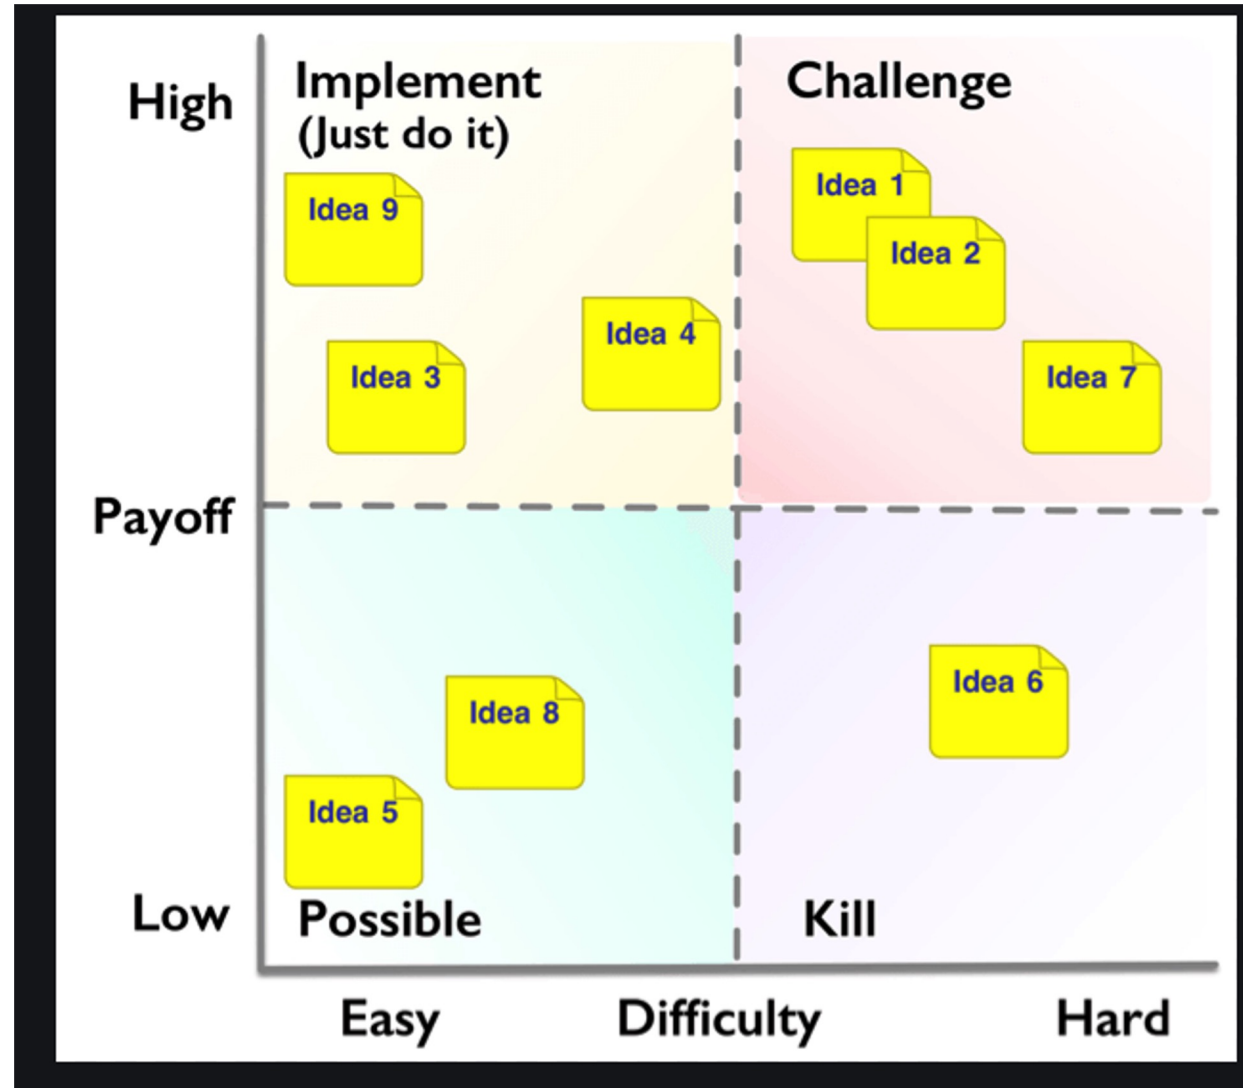 High
Implement
(Just do it)
Challenge
Idea 9
Idea 1
Idea 2
Idea 4
Idea 3
Idea 7
Payoff
Idea 8
Idea 6
Idea 5
Low
Possible
Kill
Easy
Difficulty
Hard